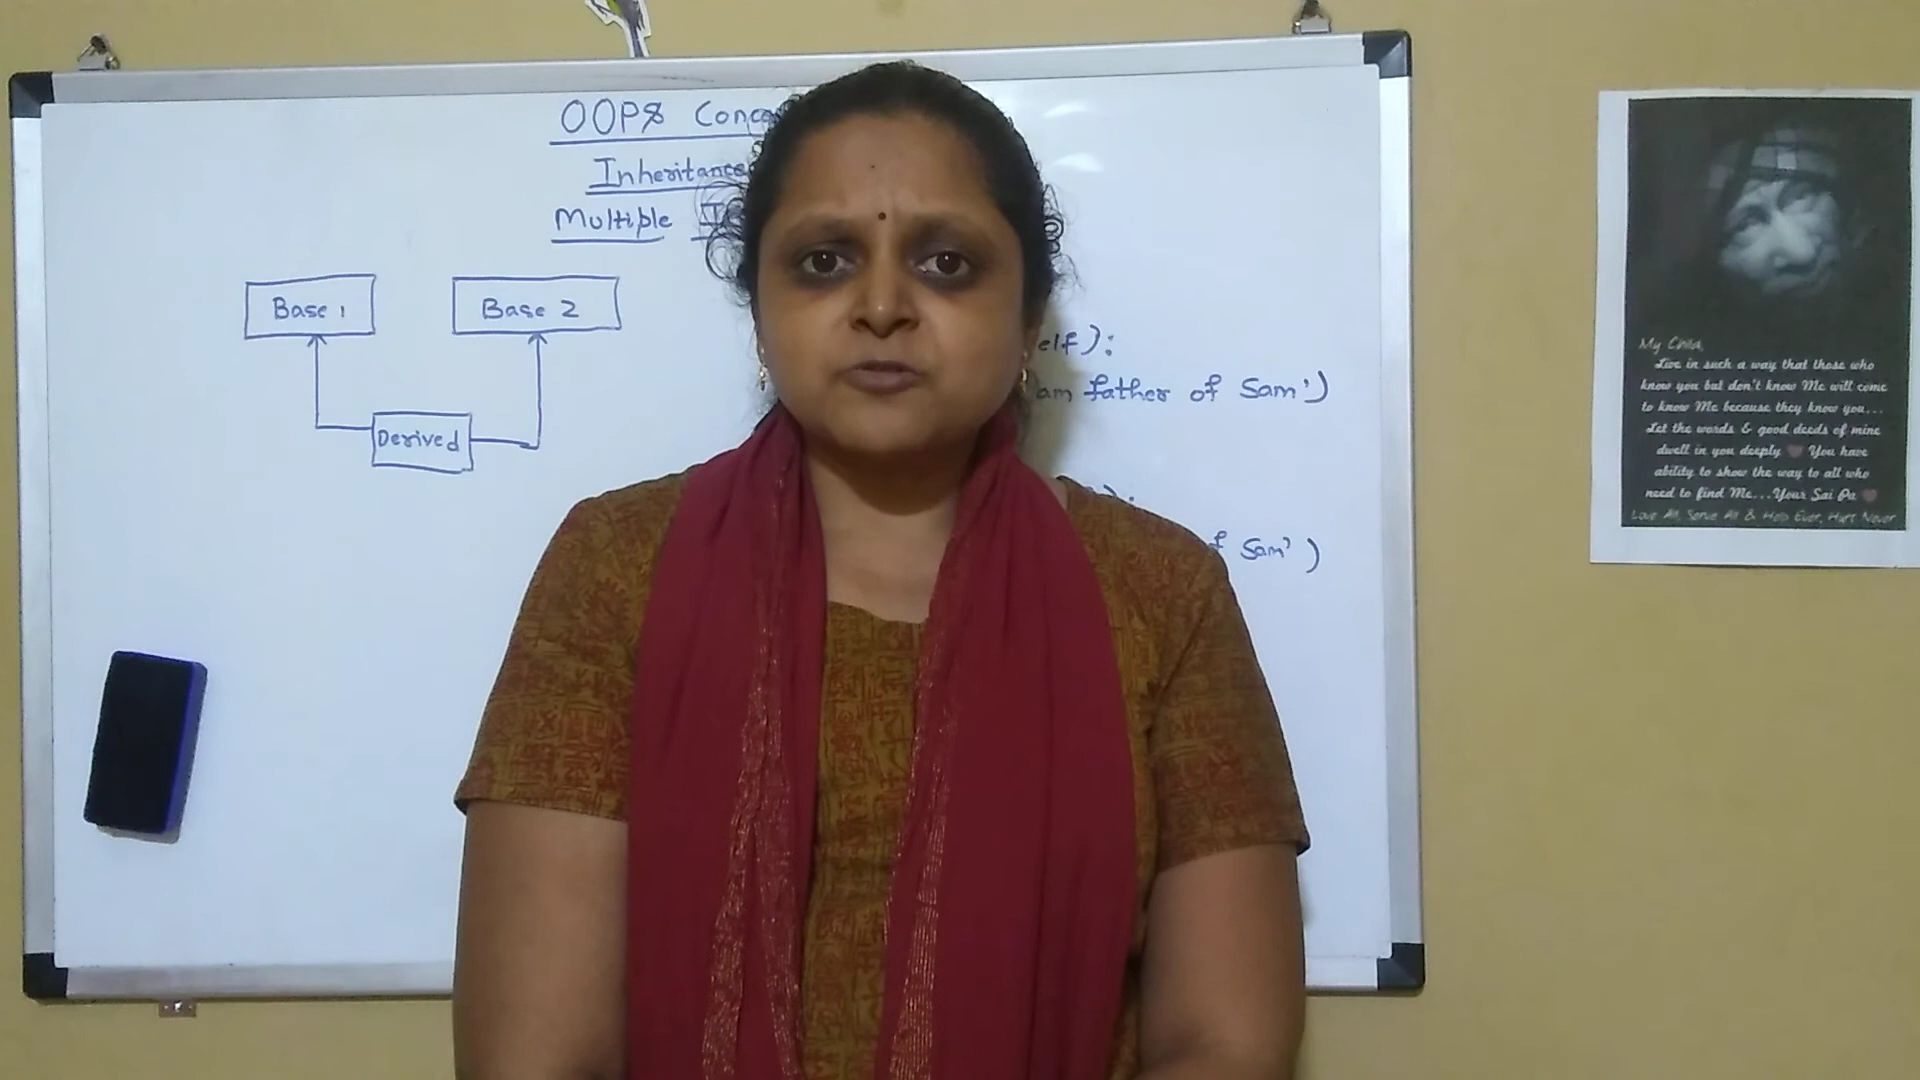 OOPS
Inheritance
Multiple
Base 1
Base 2
Derived
elf):
am father of Sam')
):
f Sam')
My Child,
Live in such a way that those who
know you but don't know Me will come
to know Me because they know you...
Let the words & good deeds of mine
dwell in you deeply ❤ You have
ability to show the way to all who
need to find Me...Your Sai Pa ❤
Love All, Serve All & Help Ever, Hurt Never